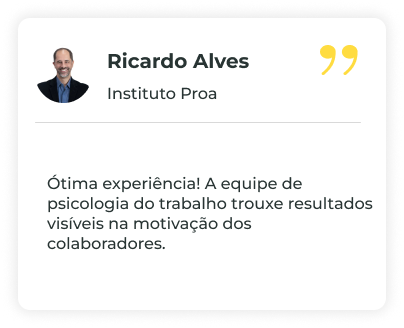 Ricardo Alves
Instituto Proa
Ótima experiência! A equipe de
psicologia do trabalho trouxe resultados
visíveis na motivação dos
colaboradores.